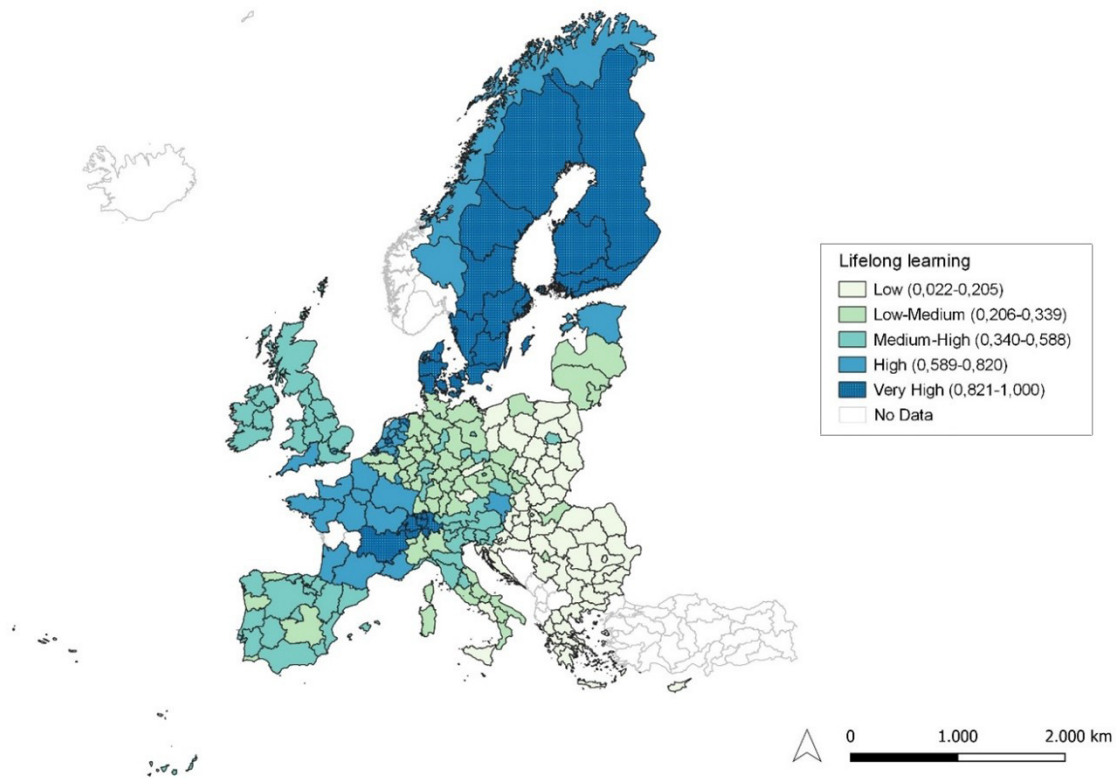 Lifelong learning
Low (0,022-0,205)
Low-Medium (0,206-0,339)
Medium-High (0,340-0,588)
High (0,589-0,820)
Very High (0,821-1,000)
No Data
0 1.000 2.000 km